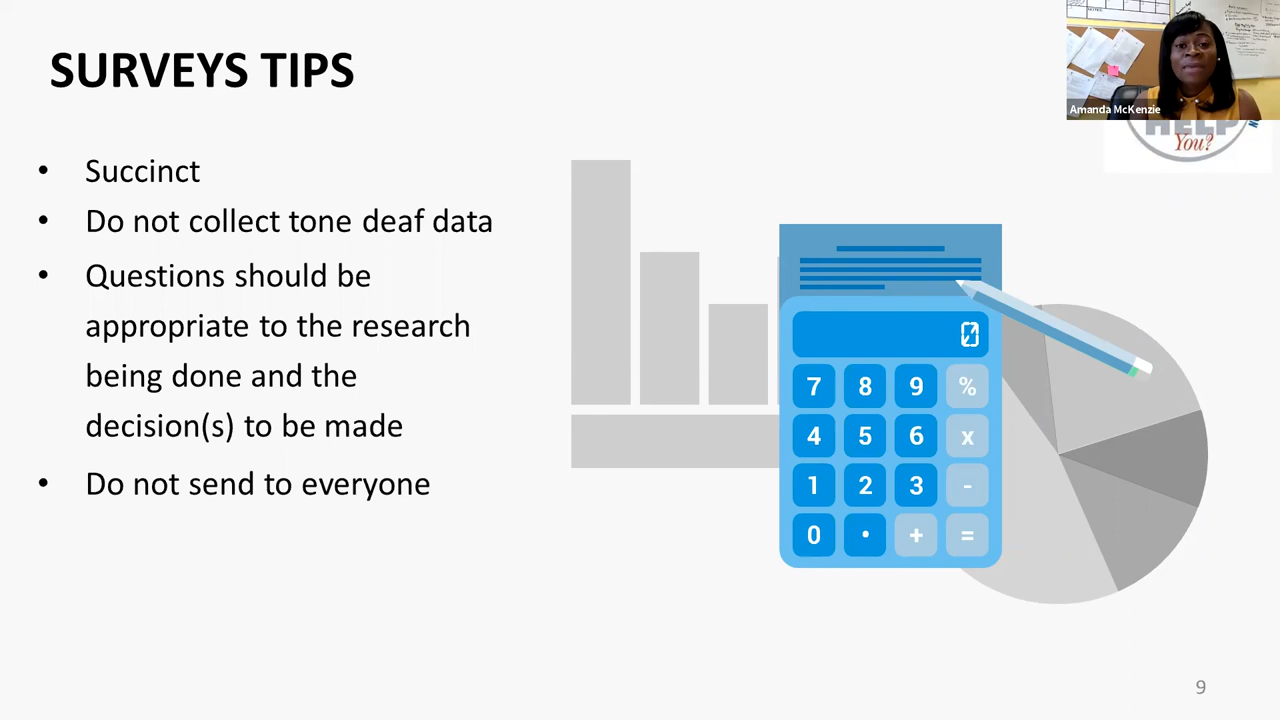 SURVEYS TIPS
Amanda McKenzie
HELP
You?
• Succinct
• Do not collect tone deaf data
• Questions should be
appropriate to the research
being done and the
decision(s) to be made
• Do not send to everyone
0
7 8 9 %
4 5 6 x
1 2 3 -
0 • + =
9